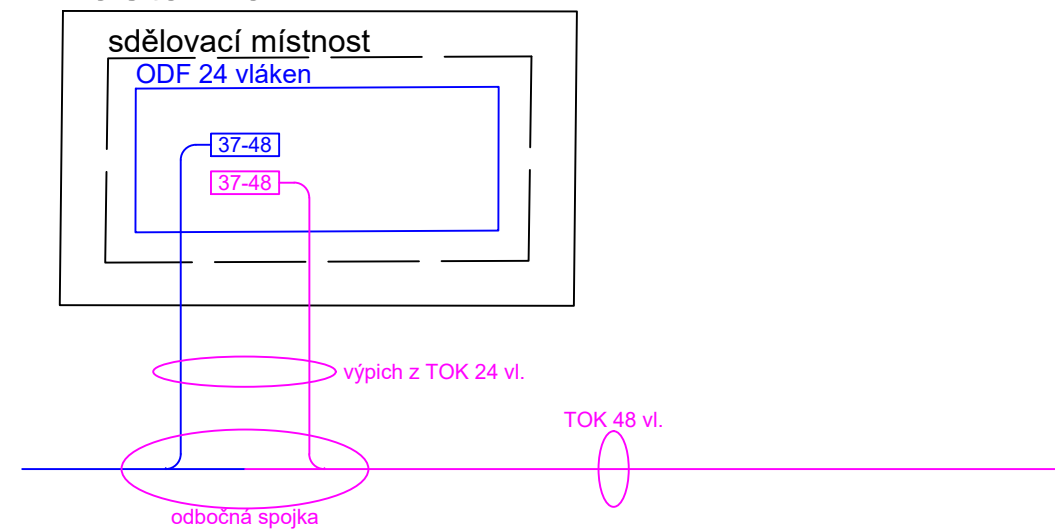 sdělovací místnost
ODF 24 vláken
37-48
37-48
výpich z TOK 24 vl.
TOK 48 vl.
odbočná spojka